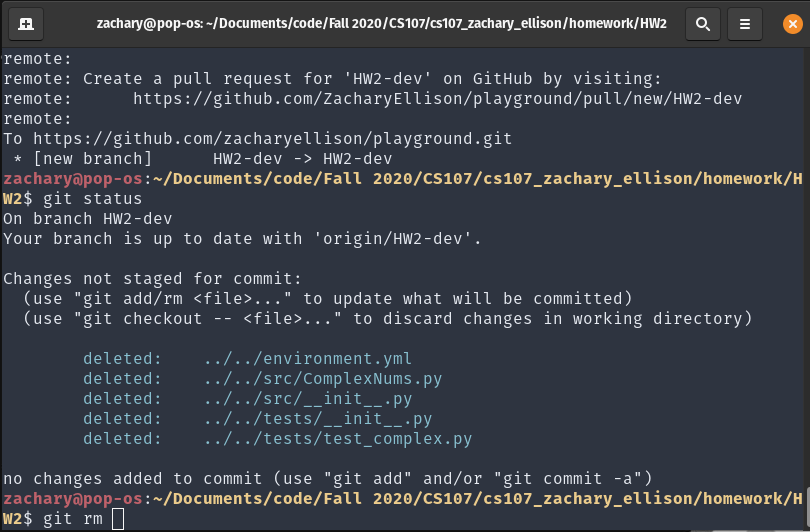 zachary@pop-os: ~/Documents/code/Fall 2020/CS107/cs107_zachary_ellison/homework/HW2
remote:
remote: Create a pull request for 'HW2-dev' on GitHub by visiting:
remote:      https://github.com/ZacharyEllison/playground/pull/new/HW2-dev
remote:
To https://github.com/zacharyellison/playground.git
 * [new branch]      HW2-dev -> HW2-dev
zachary@pop-os:~/Documents/code/Fall 2020/CS107/cs107_zachary_ellison/homework/H
W2$ git status
On branch HW2-dev
Your branch is up to date with 'origin/HW2-dev'.
Changes not staged for commit:
  (use "git add/rm <file>..." to update what will be committed)
  (use "git checkout -- <file>..." to discard changes in working directory)
        deleted:    ../../environment.yml
        deleted:    ../../src/ComplexNums.py
        deleted:    ../../src/__init__.py
        deleted:    ../../tests/__init__.py
        deleted:    ../../tests/test_complex.py
no changes added to commit (use "git add" and/or "git commit -a")
zachary@pop-os:~/Documents/code/Fall 2020/CS107/cs107_zachary_ellison/homework/H
W2$ git rm